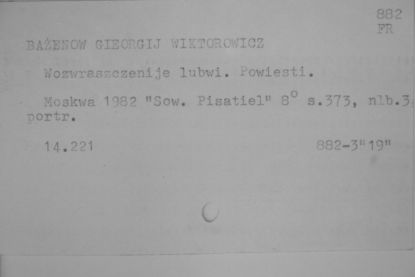 882
FR
BAŻENOW GIEORGIJ WIKTOROWICZ
Wozwraszczenije lubwi. Powiesti.
Moskwa 1982 "Sow. Pisatiel" 8° s.373, nlb.3
portr.
14.221 882-3"19"